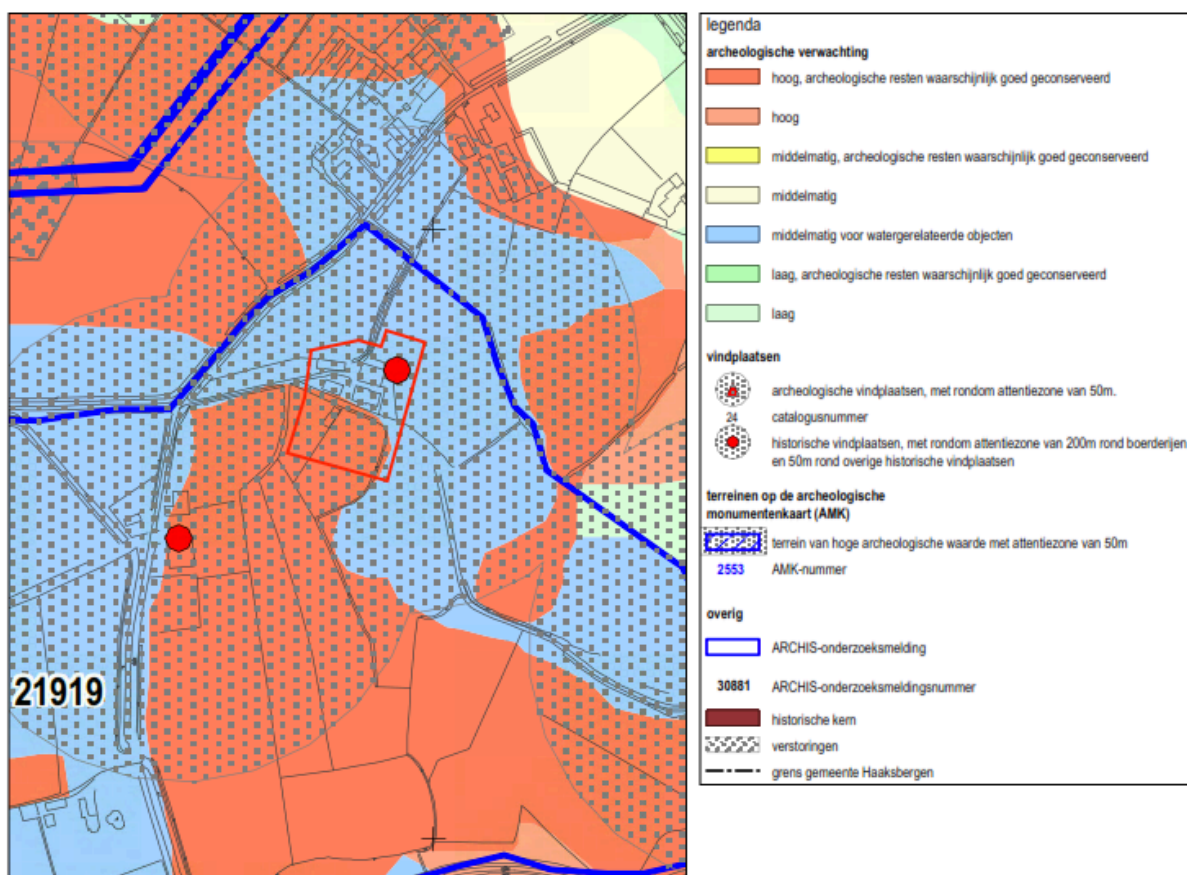 21919
legenda
archeologische verwachting
hoog, archeologische resten waarschijnlijk goed geconserveerd
hoog
middelmatig, archeologische resten waarschijnlijk goed geconserveerd
middelmatig
middelmatig voor watergerelateerde objecten
laag, archeologische resten waarschijnlijk goed geconserveerd
laag
vindplaatsen
archeologische vindplaatsen, met rondom attentiezone van 50m.
24 catalogusnummer
historische vindplaatsen, met rondom attentiezone van 200m rond boerderijen
en 50m rond overige historische vindplaatsen
terreinen op de archeologische
monumentenkaart (AMK)
terrein van hoge archeologische waarde met attentiezone van 50m
2553 AMK-nummer
overig
ARCHIS-onderzoeksmelding
30881 ARCHIS-onderzoeksmeldingsnummer
historische kern
verstoringen
grens gemeente Haaksbergen